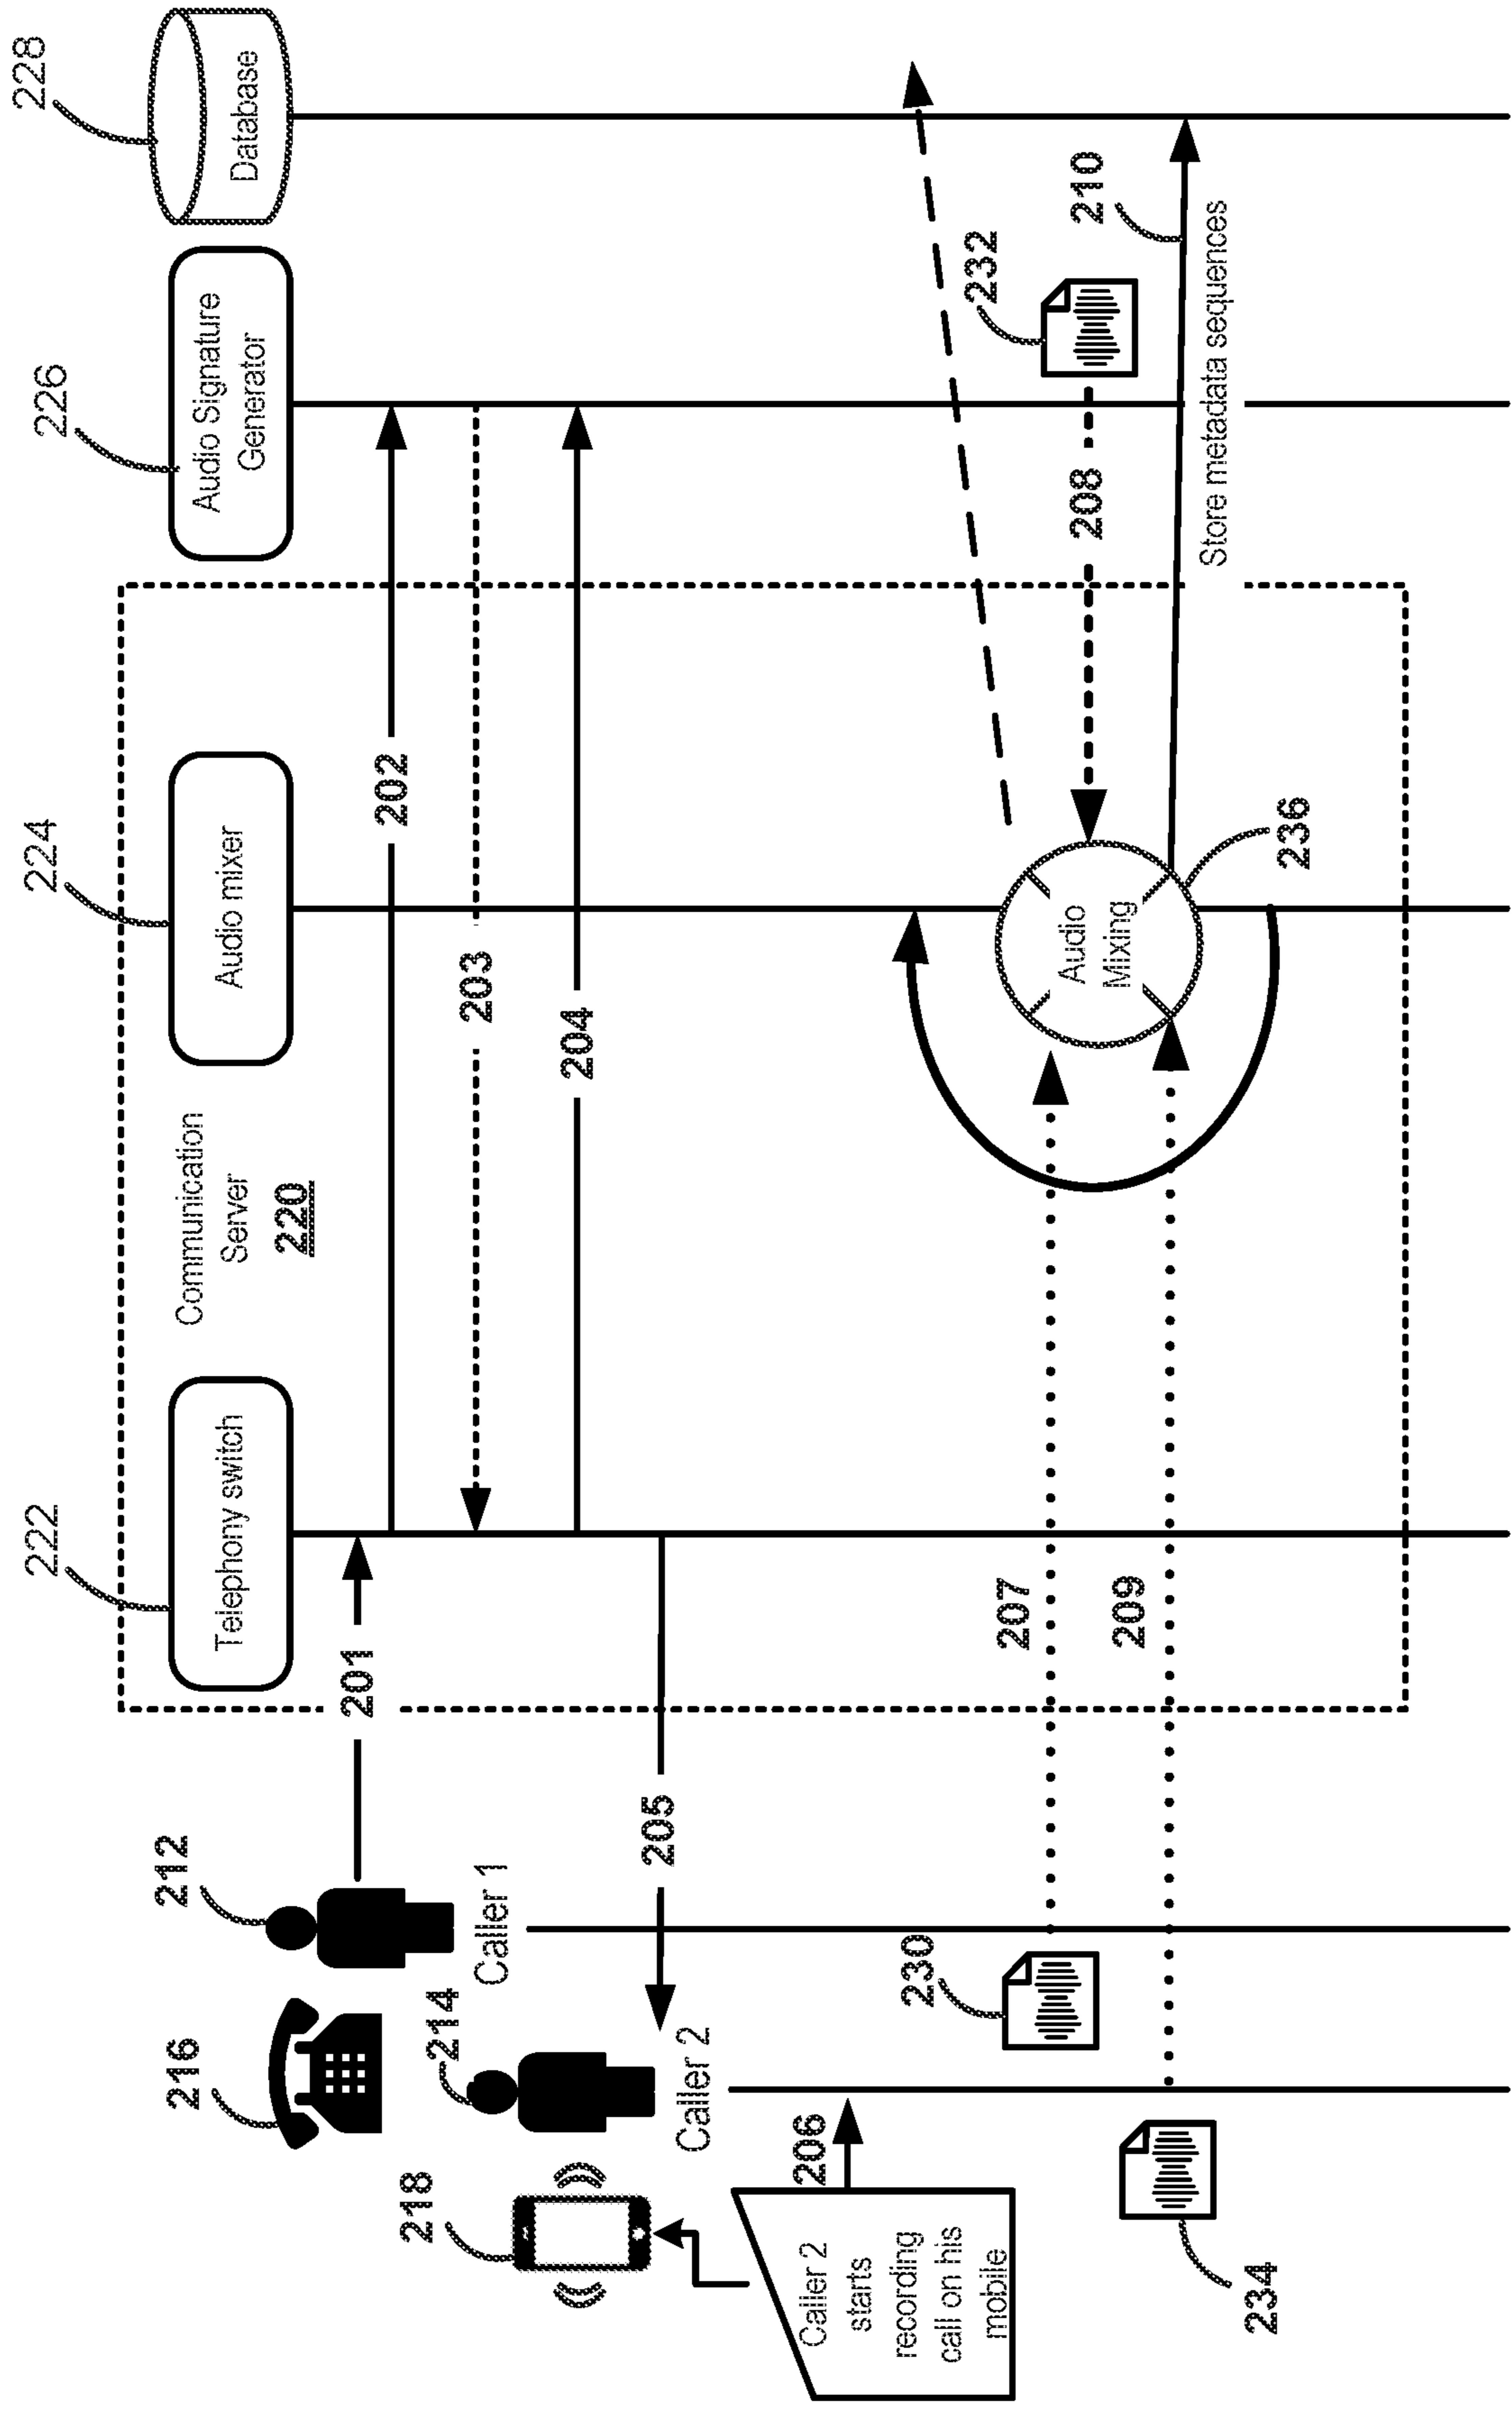 216
212
222
224
226
228
Telephony switch
Communication
Server
220
Audio mixer
Audio Signature
Generator
Database
201
202
218
214
Caller 1
203
204
205
Caller 2
206
Caller 2
starts
recording
call on his
mobile
230
207
232
208
Audio
Mixing
234
209
210
236
Store metadata sequences